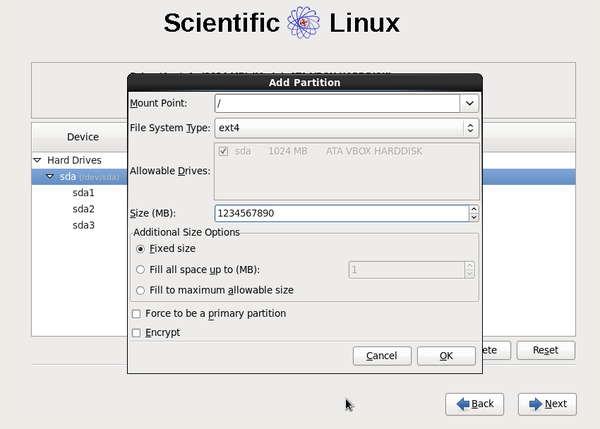 Scientific Linux
Add Partition
Mount Point: /
File System Type: ext4
Allowable Drives: sda 1024 MB ATA VBOX HARDDISK
Size (MB): 1234567890
Additional Size Options
Fixed size
Fill all space up to (MB): 1
Fill to maximum allowable size
Force to be a primary partition
Encrypt
Cancel OK
Device
Hard Drives
sda (/dev/sda)
sda1
sda2
sda3
Reset
Back Next